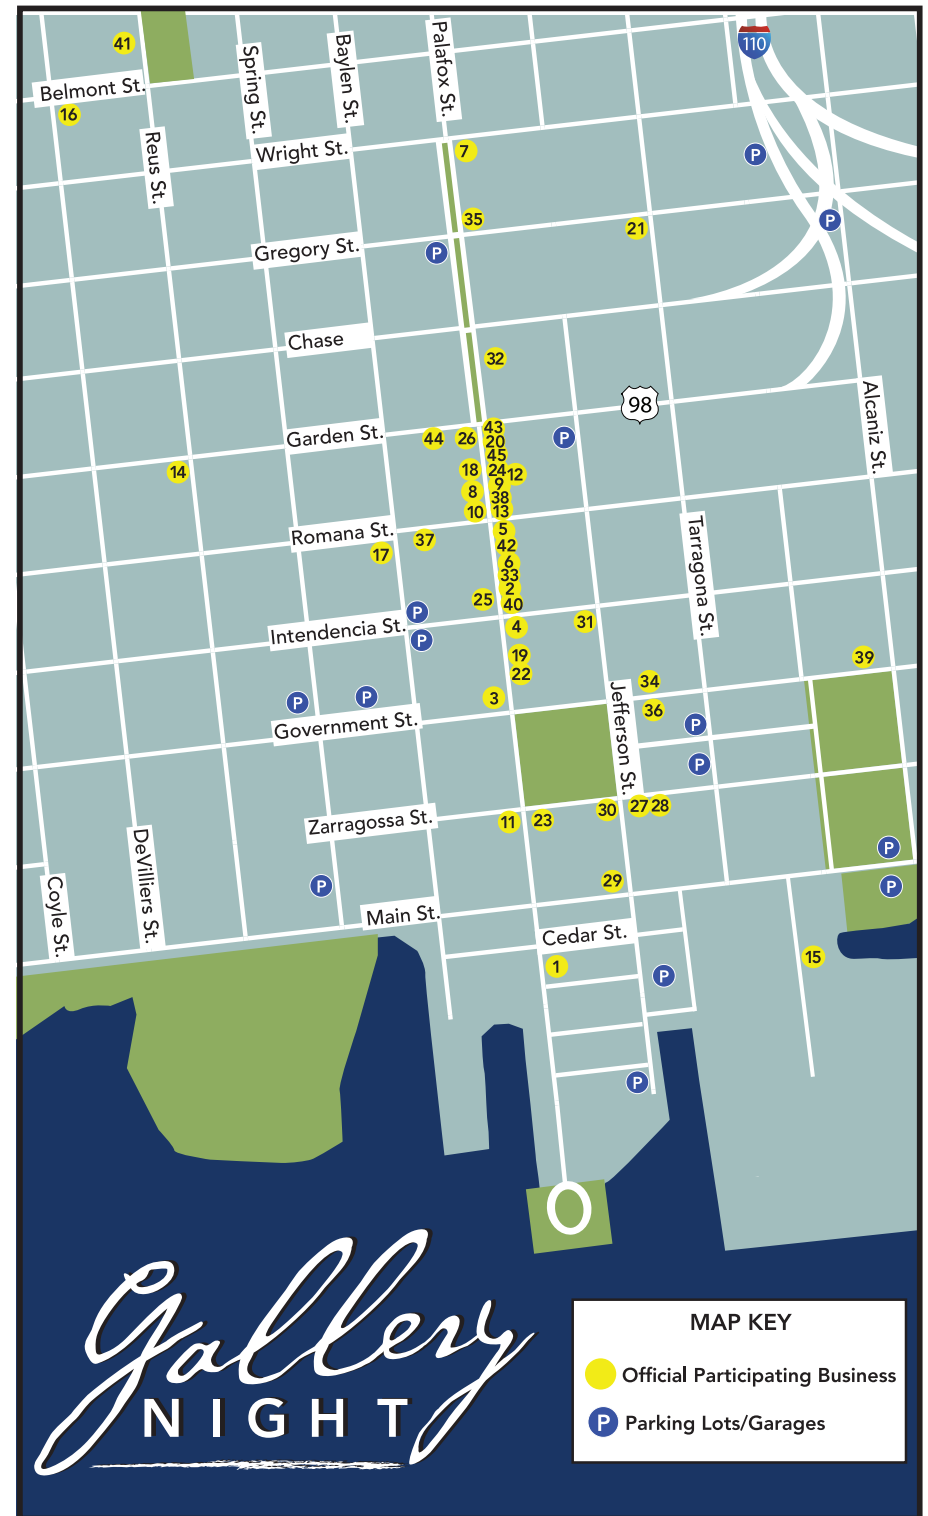 41
Belmont St.
16
Reus St.
Spring St.
Baylen St.
Palafox St.
110
Wright St.
7
P
35
21
P
Gregory St.
P
Chase
32
98
Alcaniz St.
Garden St.
44
26
43
20
45
P
14
18
24
12
9
8
38
10
13
Romana St.
37
17
5
42
6
33
2
40
25
Tarragona St.
P
Intendencia St.
P
4
31
19
22
39
P
P
3
34
Jefferson St.
36
Government St.
P
P
Zarragossa St.
11
23
30
27
28
DeVilliers St.
P
Coyle St.
P
29
P
Main St.
Cedar St.
1
P
15
P
Gallery
NIGHT
MAP KEY
Official Participating Business
P Parking Lots/Garages